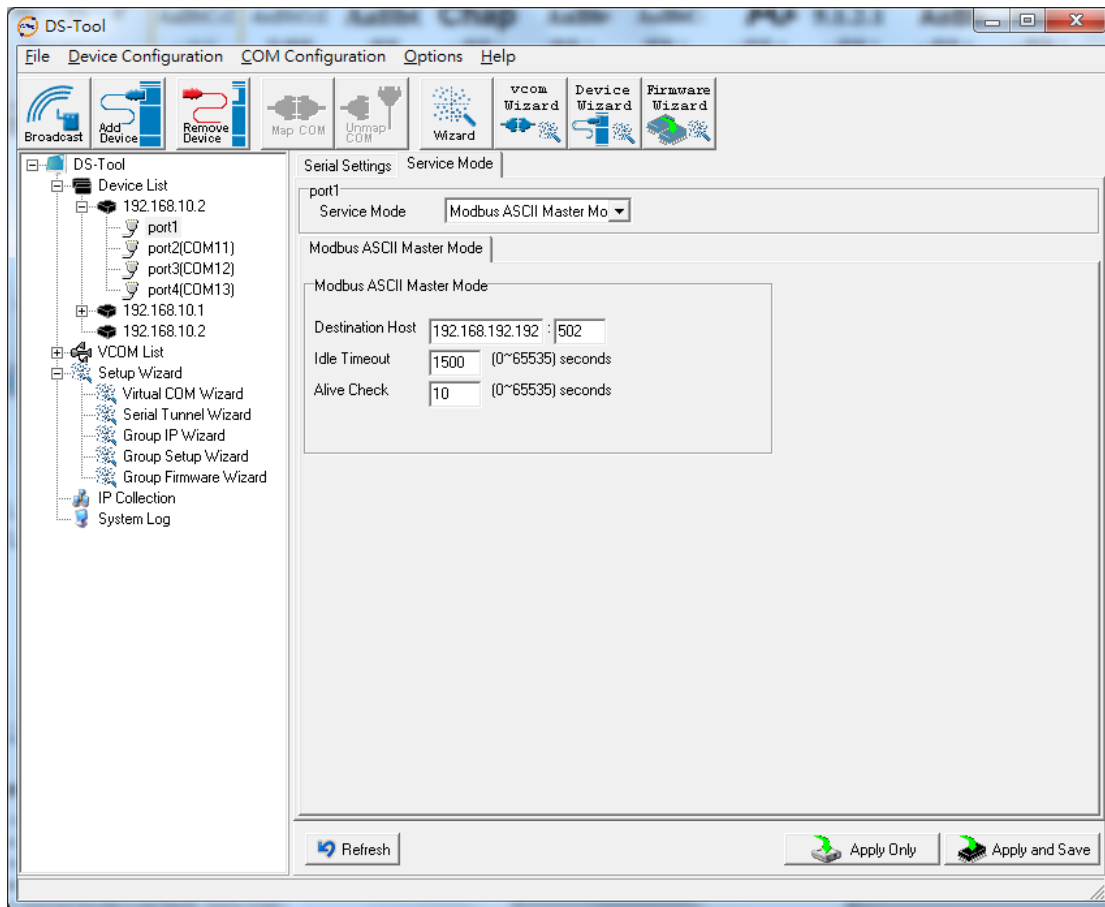 DS-Tool
File Device Configuration COM Configuration Options Help
Broadcast
Add Device
Remove Device
Map COM
Unmap COM
Wizard
vcom Wizard
Device Wizard
Firmware Wizard
DS-Tool
Device List
192.168.10.2
port1
port2(COM11)
port3(COM12)
port4(COM13)
192.168.10.1
192.168.10.2
VCOM List
Setup Wizard
Virtual COM Wizard
Serial Tunnel Wizard
Group IP Wizard
Group Setup Wizard
Group Firmware Wizard
IP Collection
System Log
Serial Settings Service Mode
port1
Service Mode Modbus ASCII Master Mo
Modbus ASCII Master Mode
Modbus ASCII Master Mode
Destination Host 192.168.192.192 : 502
Idle Timeout 1500 (0~65535) seconds
Alive Check 10 (0~65535) seconds
Refresh Apply Only Apply and Save